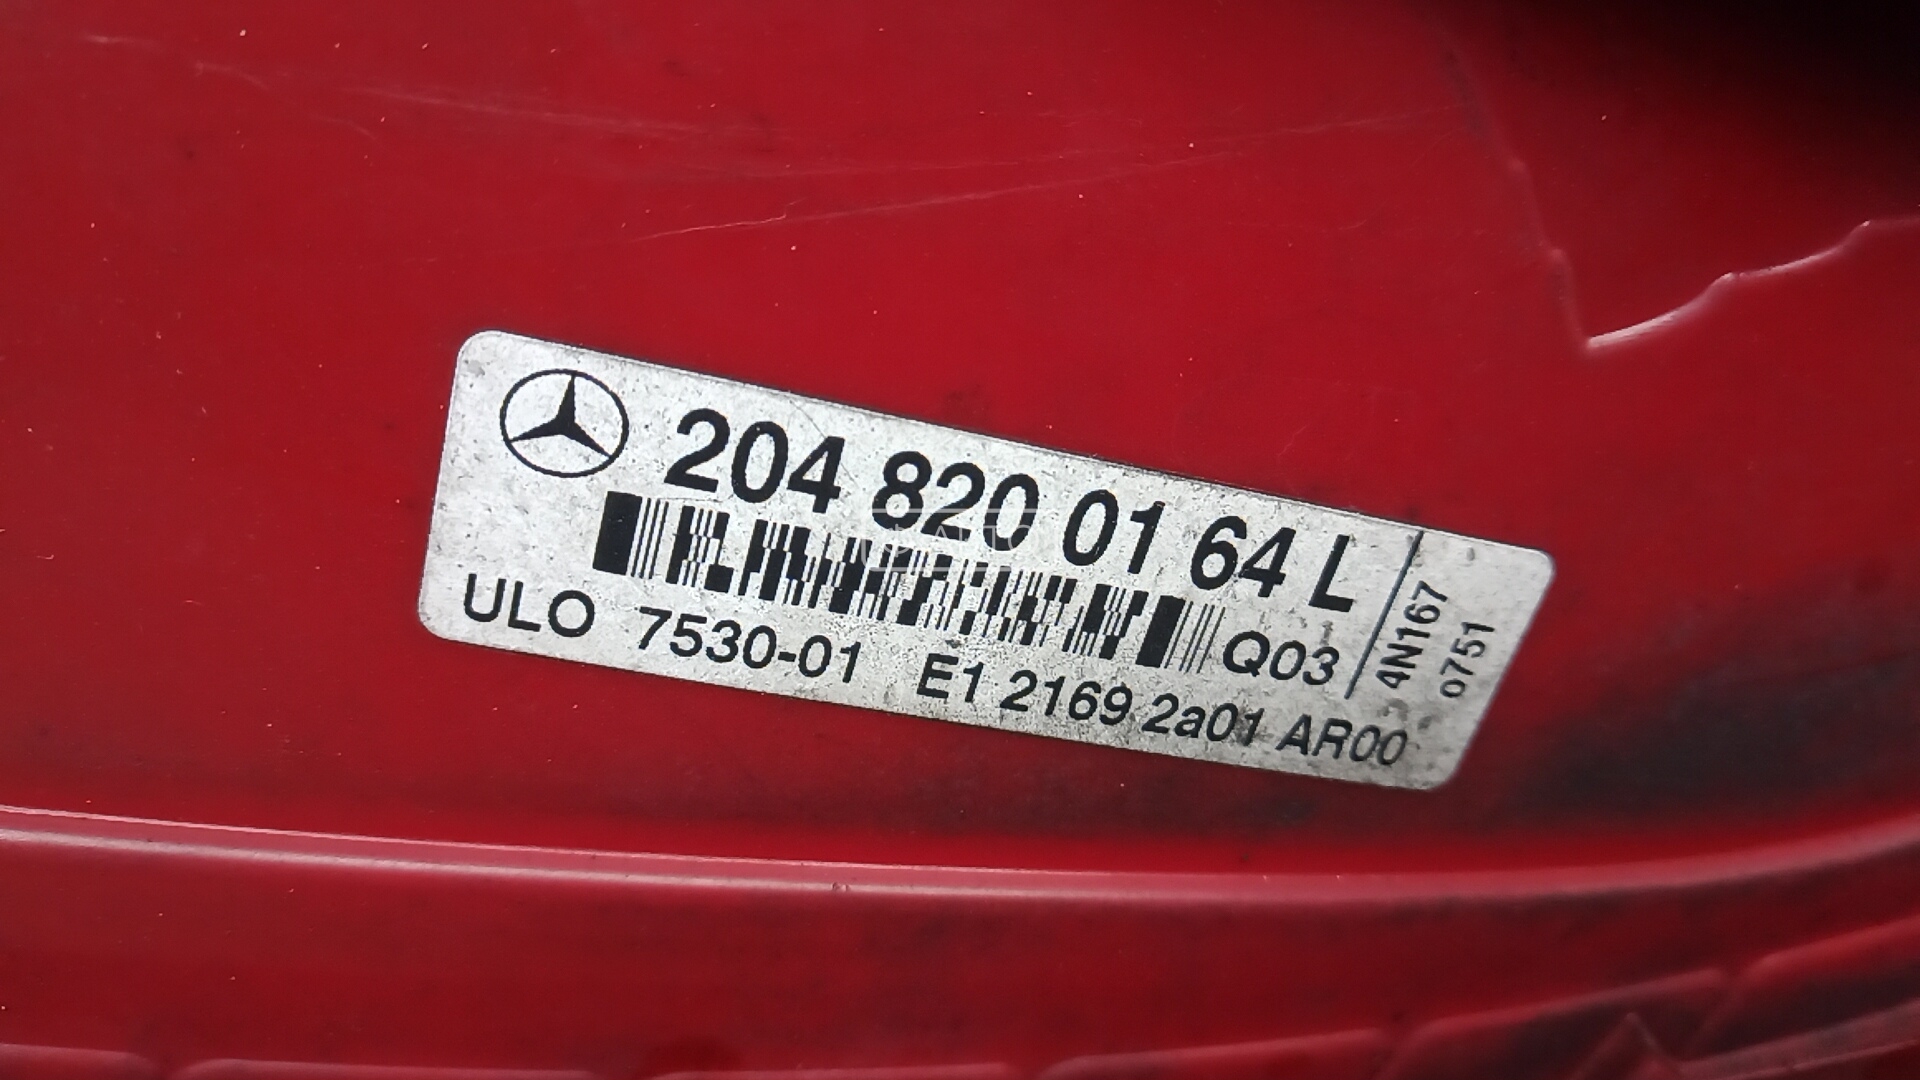 204 820 01 64 L
Q03
ULO 7530-01 E1 2169 2a01 AR00
4N167
0751